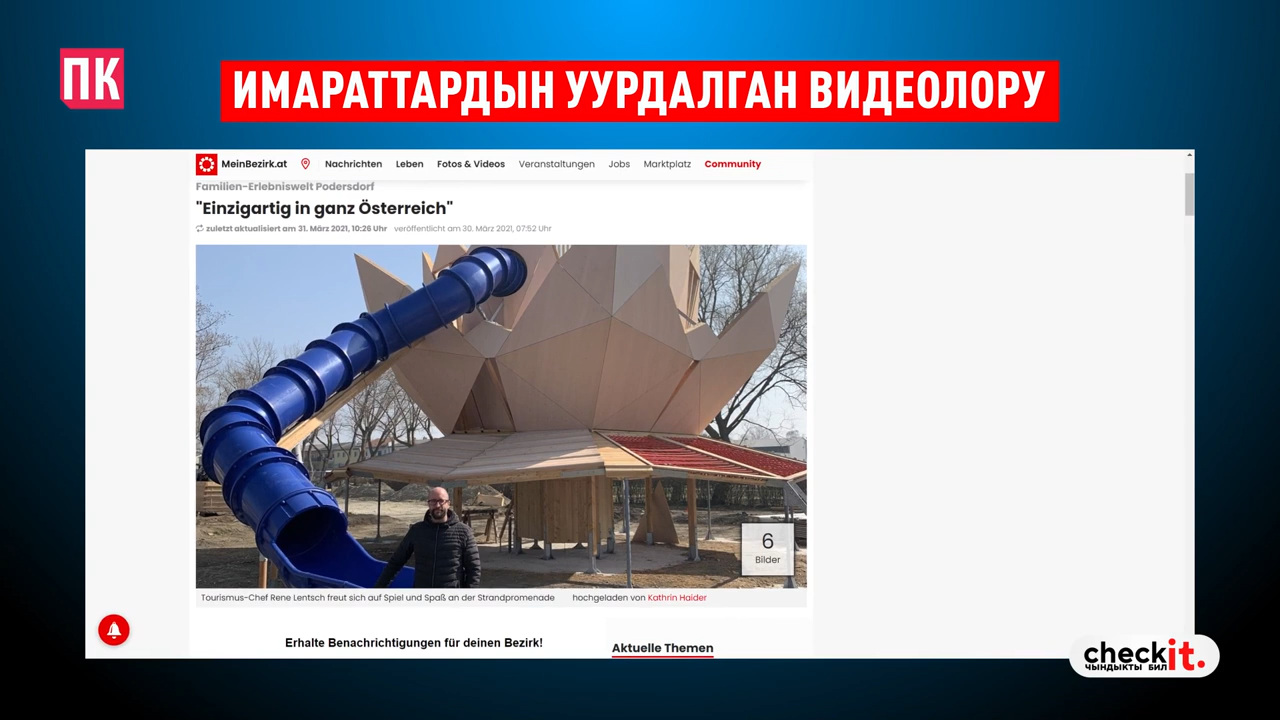 ПК
ИМАРАТТАРДЫН УУРДАЛГАН ВИДЕОЛОРУ
MeinBezirk.at Nachrichten Leben Fotos & Videos Veranstaltungen Jobs Marktplatz Community
Familien-Erlebniswelt Podersdorf
"Einzigartig in ganz Österreich"
zuletzt aktualisiert am 31. März 2021, 10:26 Uhr veröffentlicht am 30. März 2021, 07:52 Uhr
6
Bilder
Tourismus-Chef Rene Lentsch freut sich auf Spiel und Spaß an der Strandpromenade hochgeladen von Kathrin Haider
Erhalte Benachrichtigungen für deinen Bezirk!
Aktuelle Themen
checkit.
ЧЫНДЫКТЫ БИЛ